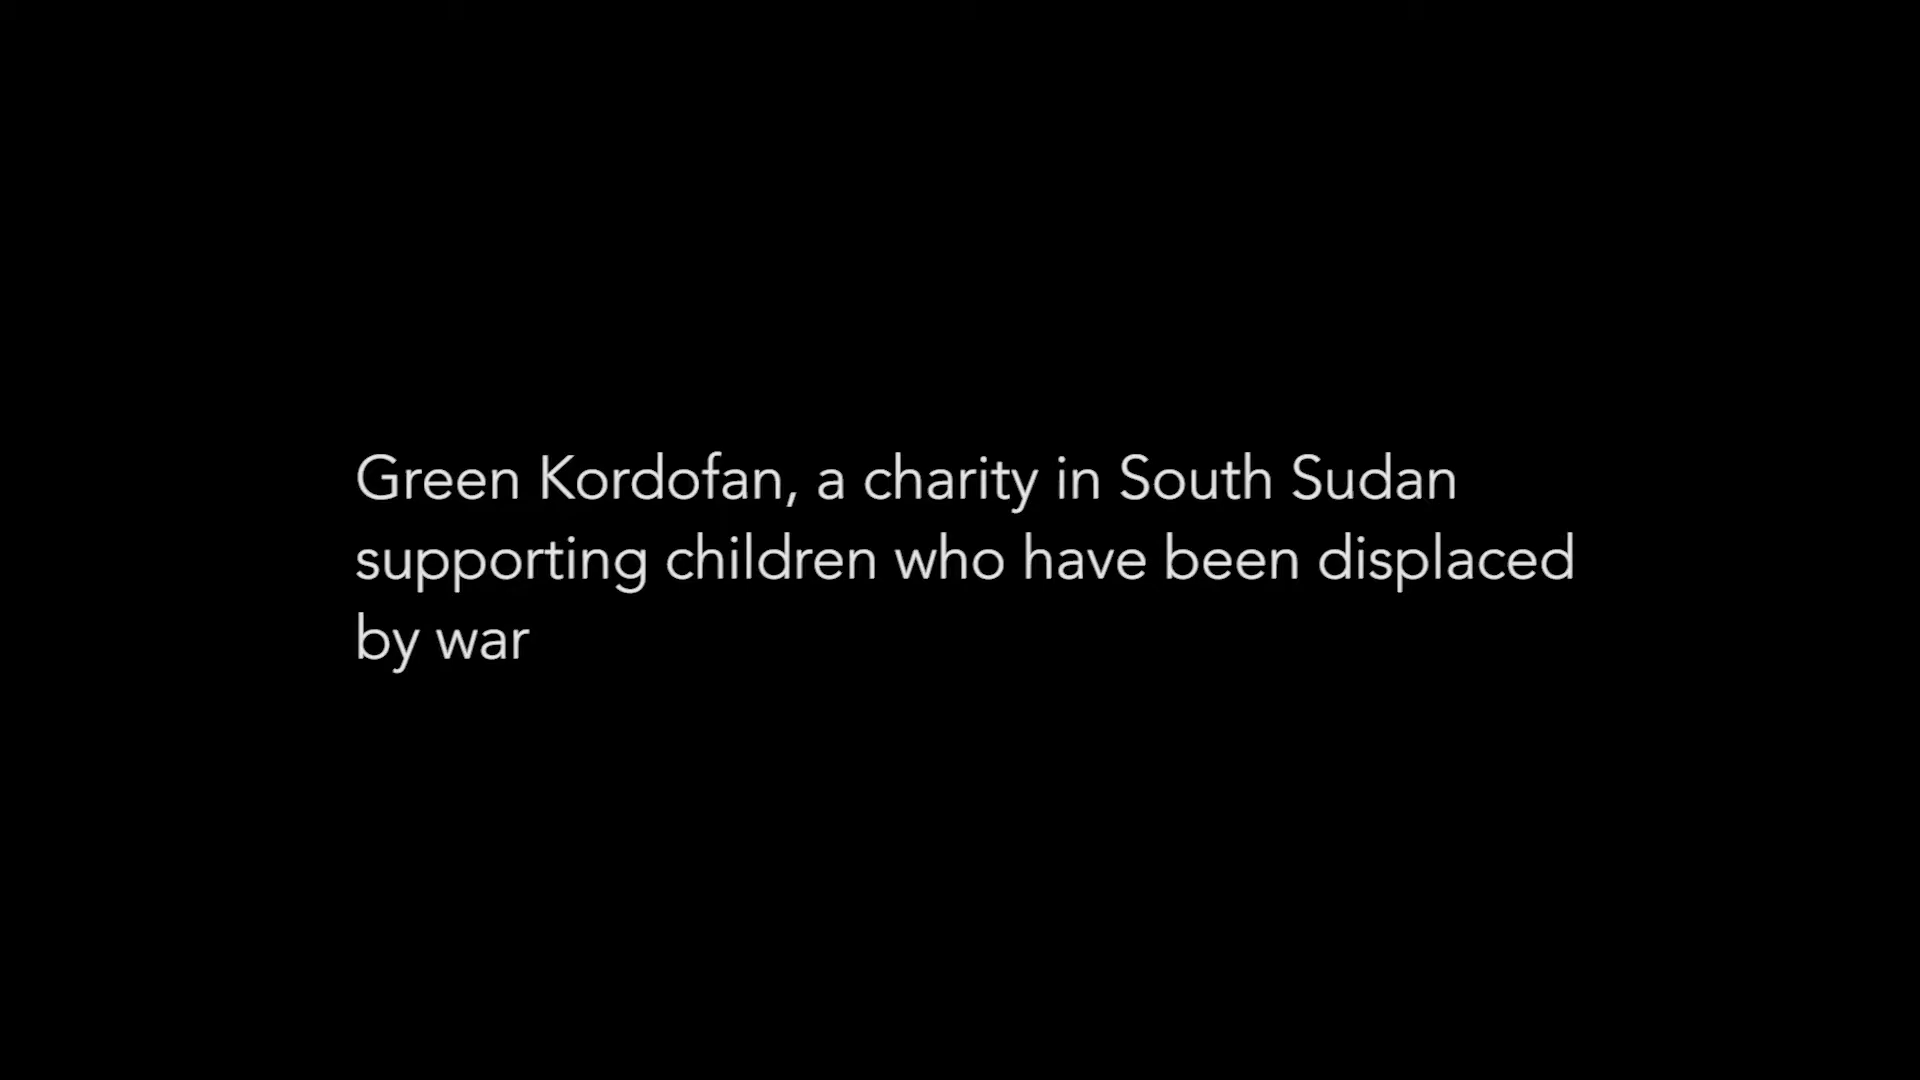 Green Kordofan, a charity in South Sudan
supporting children who have been displaced
by war